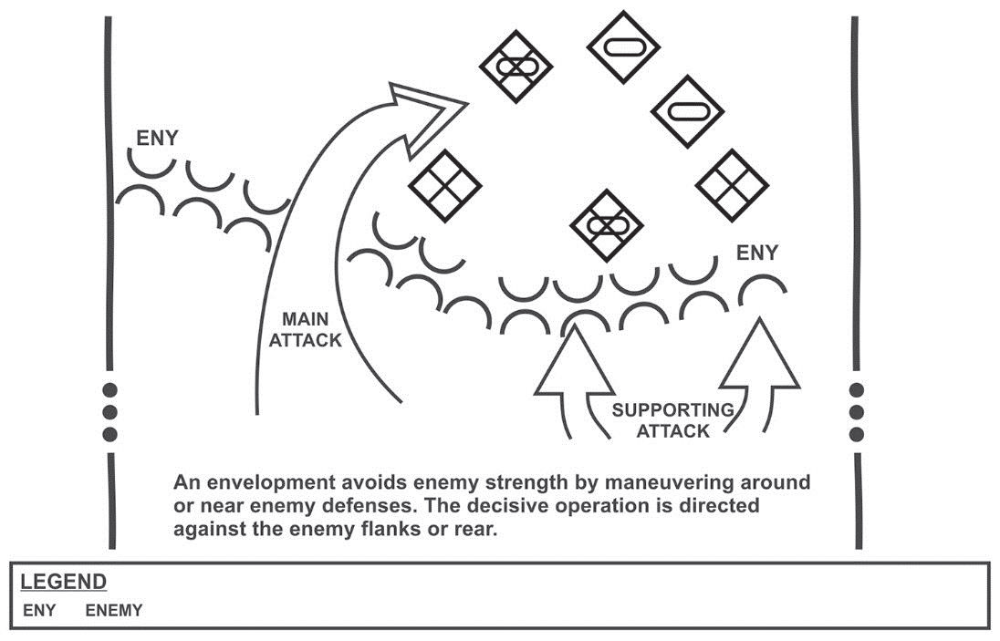 ENY
ENY
MAIN
ATTACK
SUPPORTING
ATTACK
An envelopment avoids enemy strength by maneuvering around
or near enemy defenses. The decisive operation is directed
against the enemy flanks or rear.
LEGEND
ENY ENEMY